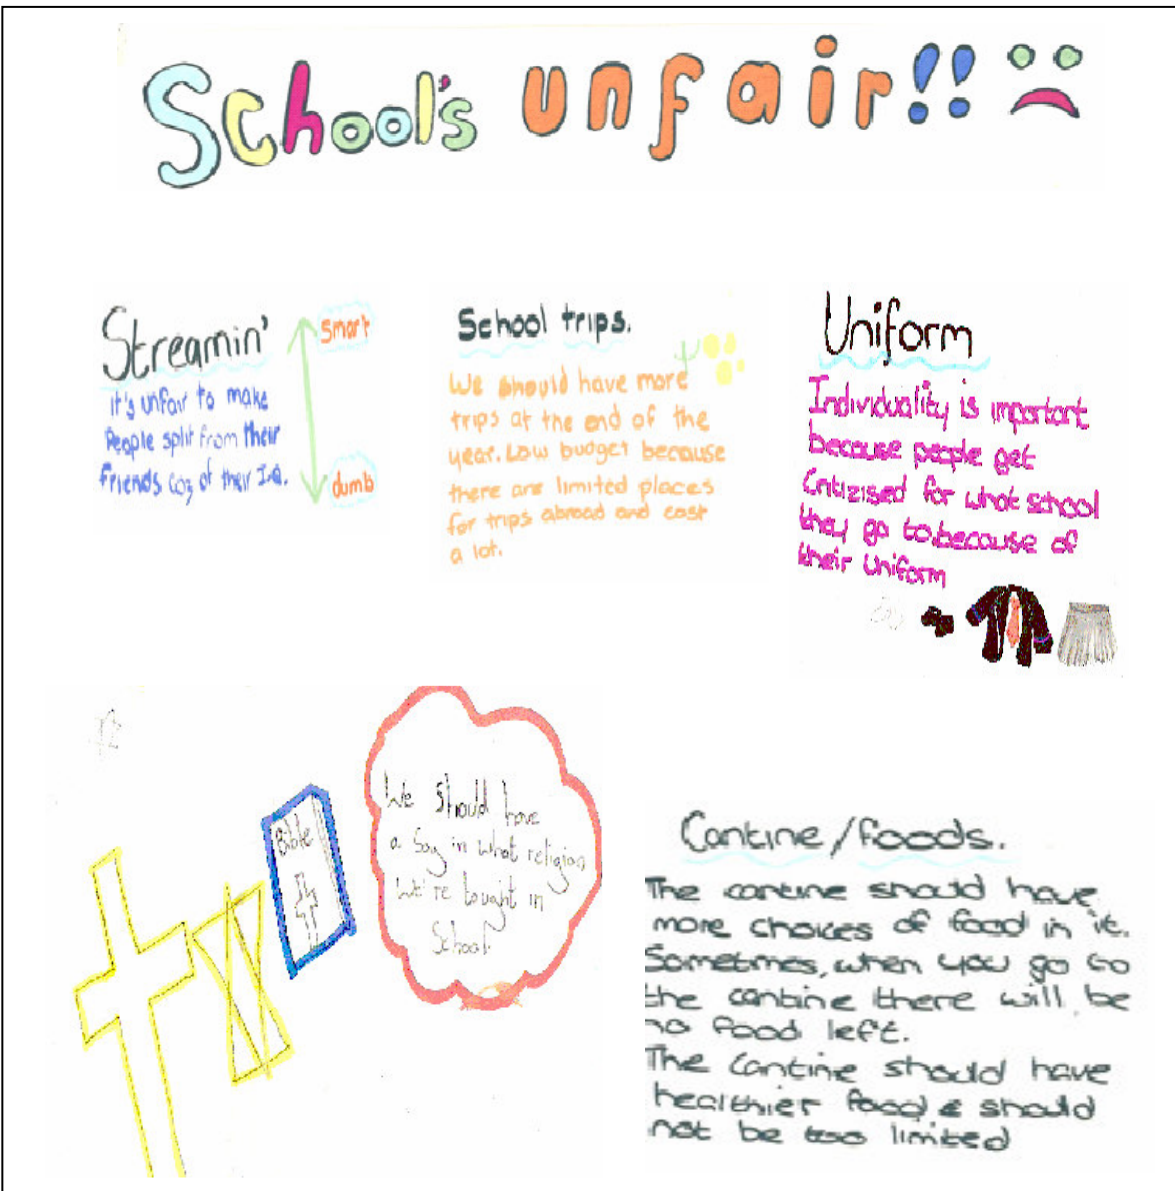 School's unfair!!
Streamin'
smart
It's unfair to make
People split from their
friends coz of their I.Q.
dumb
School trips.
We should have more
trips at the end of the
year. Low budget because
there are limited places
for trips abroad and cost
a lot.
Uniform
Individuality is important
because people get
Critizised for what school
they go to.because of
their Uniform
Bible
We should have
a say in what religion
We're tought in
School.
Cantine/foods.
The cantine should have
more choices of food in it.
Sometimes, when you go to
the cantine there will be
no food left.
The Cantine should have
healthier food & should
not be too limited